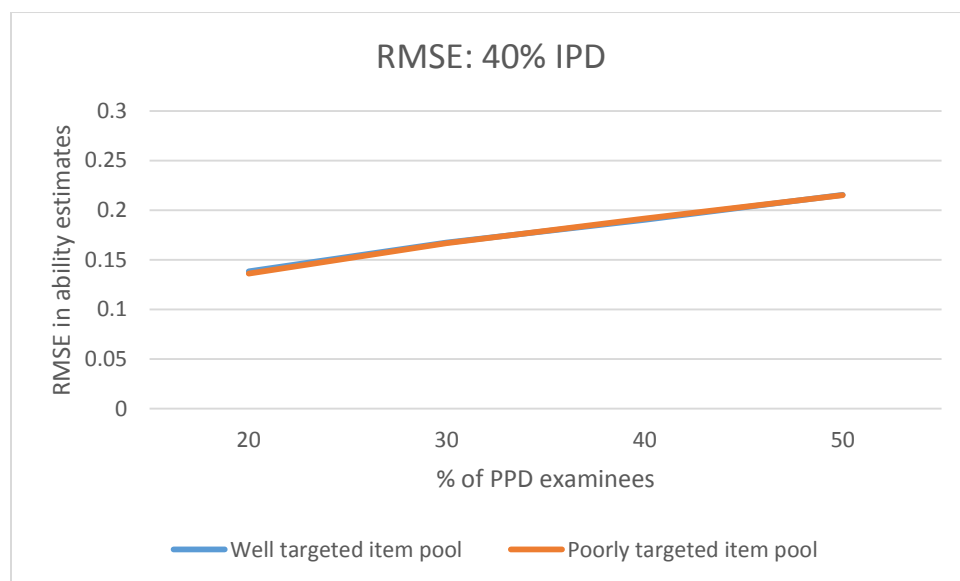 RMSE: 40% IPD
RMSE in ability estimates
0.3
0.25
0.2
0.15
0.1
0.05
0
20 30 40 50
% of PPD examinees
Well targeted item pool Poorly targeted item pool